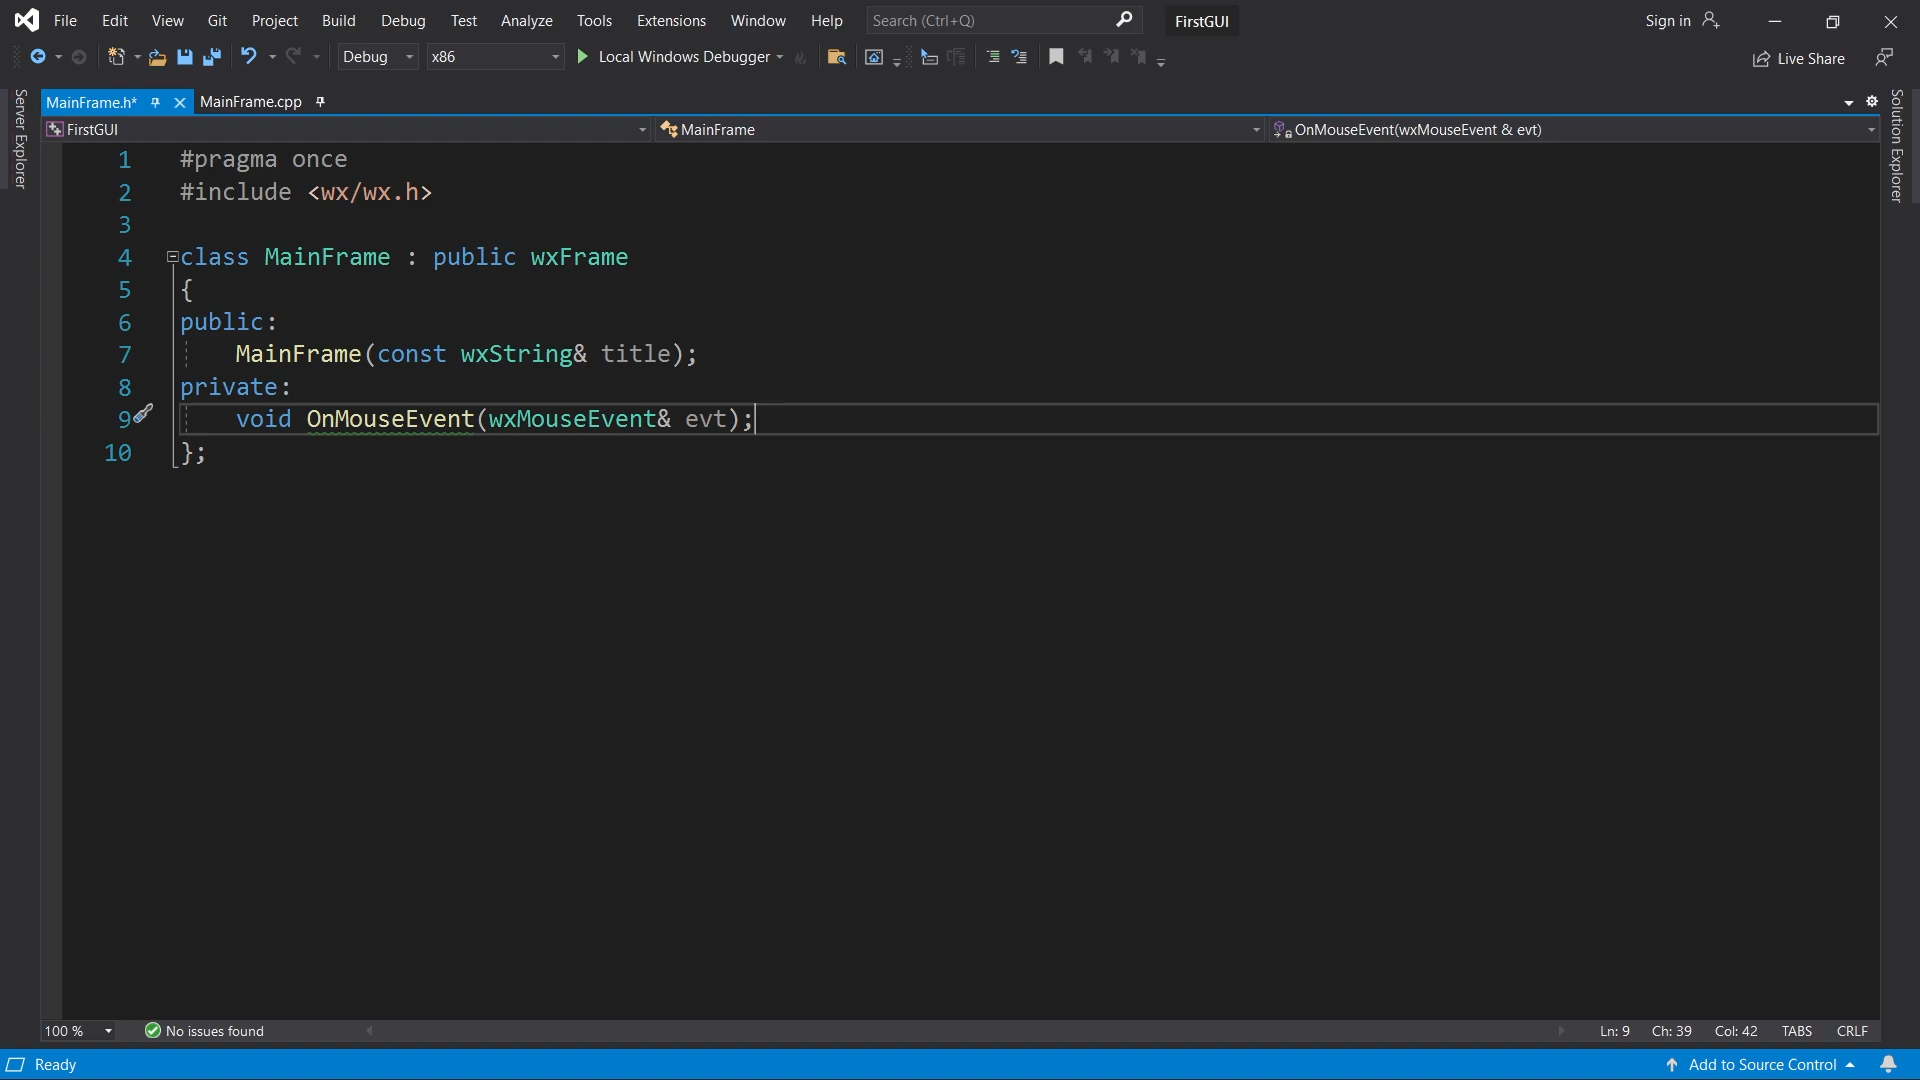 File Edit View Git Project Build Debug Test Analyze Tools Extensions Window Help Search (Ctrl+Q) FirstGUI Sign in
Debug x86 Local Windows Debugger Live Share
Server Explorer
MainFrame.h* MainFrame.cpp
Solution Explorer
FirstGUI MainFrame OnMouseEvent(wxMouseEvent & evt)
1 #pragma once
2 #include <wx/wx.h>
3
4 class MainFrame : public wxFrame
5 {
6 public:
7 MainFrame(const wxString& title);
8 private:
9 void OnMouseEvent(wxMouseEvent& evt);
10 };
100 % No issues found Ln: 9 Ch: 39 Col: 42 TABS CRLF
Ready Add to Source Control